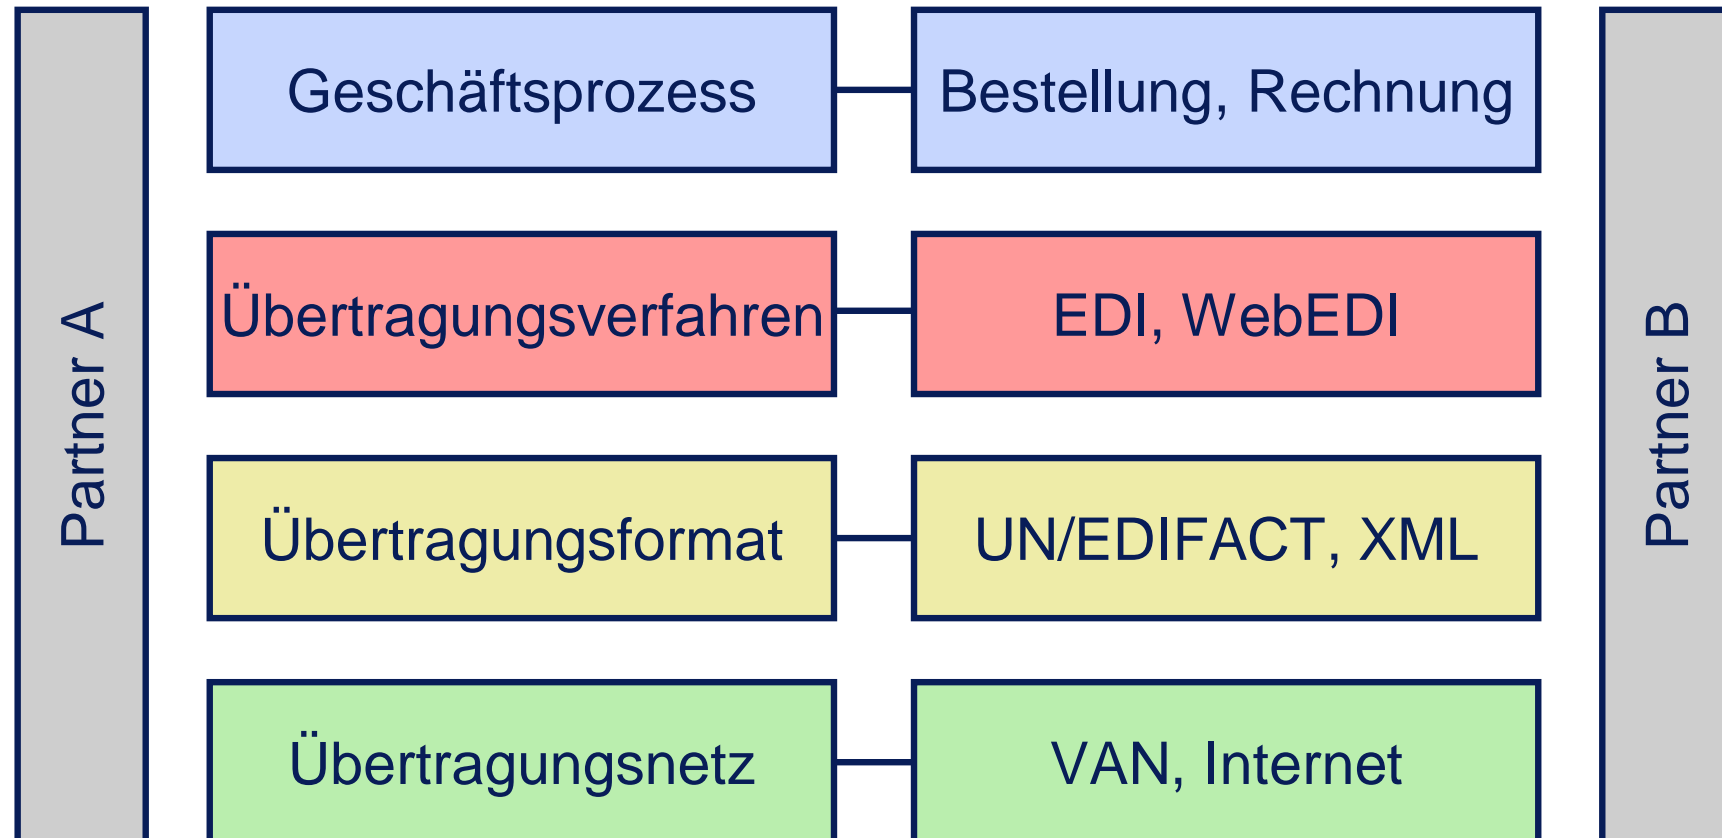 Partner A
Geschäftsprozess
Bestellung, Rechnung
Übertragungsverfahren
EDI, WebEDI
Übertragungsformat
UN/EDIFACT, XML
Übertragungsnetz
VAN, Internet
Partner B